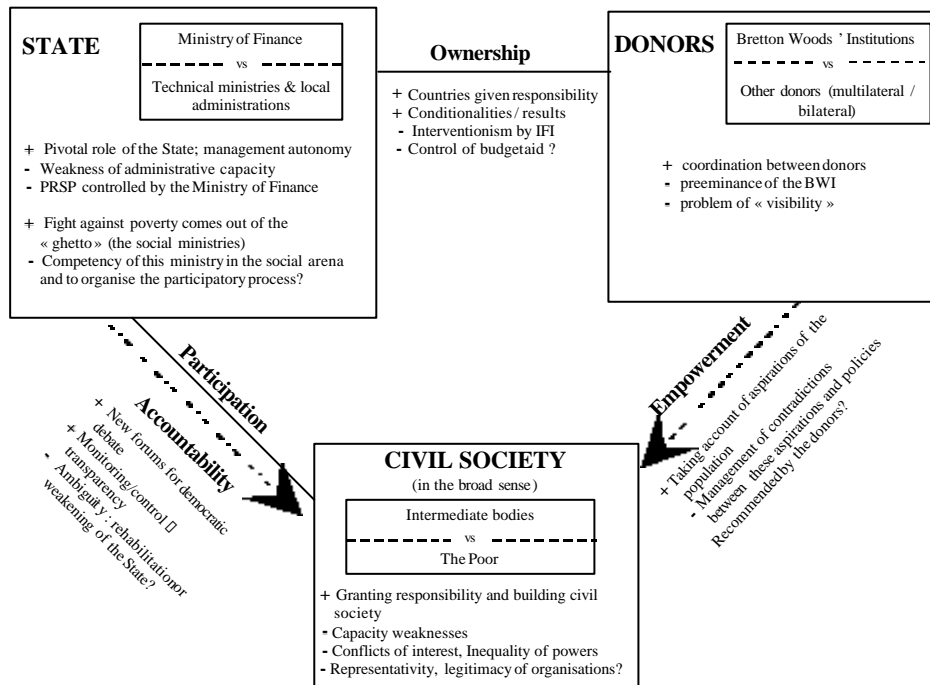 STATE
Ministry of Finance
vs
Technical ministries & local
administrations
+ Pivotal role of the State; management autonomy
- Weakness of administrative capacity
- PRSP controlled by the Ministry of Finance
+ Fight against poverty comes out of the
« ghetto » (the social ministries)
- Competency of this ministry in the social arena
and to organise the participatory process?
Ownership
+ Countries given responsibility
+ Conditionalities / results
- Interventionism by IFI
- Control of budgetaid ?
DONORS
Bretton Woods ' Institutions
vs
Other donors (multilateral /
bilateral)
+ coordination between donors
- preeminance of the BWI
- problem of « visibility »
Participation
Accountability
+ New forums for democratic
debate
+ Monitoring/control
transparency
- Ambiguity : rehabilitation or
weakening of the State?
Empowerment
+ Taking account of aspirations of the
population
- Management of contradictions
between these aspirations and policies
Recommended by the donors?
CIVIL SOCIETY
(in the broad sense)
Intermediate bodies
vs
The Poor
+ Granting responsibility and building civil
society
- Capacity weaknesses
- Conflicts of interest, Inequality of powers
- Representativity, legitimacy of organisations?